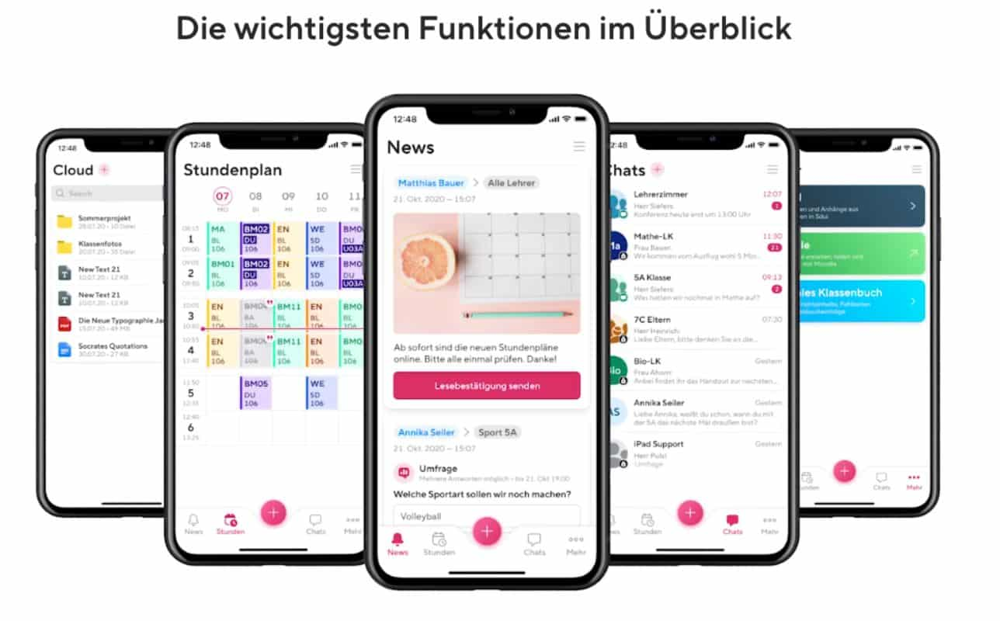 Die wichtigsten Funktionen im Überblick
12:48
Cloud +
Search
Sommerprojekt
28.07.20 - 10 Datei
Klassenfotos
20.07.20 - 35 Datei
New Text 21
10.07.20 - 12 KB
New Text 21
10.07.20 - 12 KB
PDF
Die Neue Typographie Jan
15.07.20 - 49 MB
Socrates Quotations
30.07.20 - 27 KB
12:48
Stundenplan
07 08 09 10 11
MO DI MI DO FR
08:15 MA BM02 EN WE BM0
1 BL DU BL SD DU
09:00 106 106 106 106 U03A
09:05 BM01 BM02 EN WE BM0
2 BL DU BL SD DU
09:50 106 106 106 106 U03A
10:05 EN BM0 BM11 EN BM0
3 BL BA BL BL BL
106 106 106 106
10:55 EN BM0 BM11 EN BM0
4 BL BA BL BL BL
11:40 106 106 106 106 106
11:50 BM05 WE
5 DU SD
12:35 106 106
12:40
6
13:25
News Stunden + Chats Mehr
12:48
News
Matthias Bauer > Alle Lehrer
21. Okt. 2020 – 15:07
Ab sofort sind die neuen Stundenpläne
online. Bitte alle einmal prüfen. Danke!
Lesebestätigung senden
Annika Seiler > Sport 5A
21. Okt. 2020 – 15:07
Umfrage
Mehrere Antworten möglich - bis 21. Okt 19:00
Welche Sportart sollen wir noch machen?
Volleyball
News Stunden + Chats Mehr
2:48
Chats +
Lehrerzimmer 12:07
Herr Siefers 1
Konferenz heute erst um 13:00 Uhr
Ma
Mathe-LK 11:30
Frau Bauer 21
Wir kommen vom Ausflug wohl 5 Min...
5A Klasse 09:13
Herr Siefers 2
Was hatten wir nochmal in Mathe auf?
7C Eltern 07:30
Herr Heinrich
Liebe Eltern, bitte denken Sie an die...
Bio
Bio-LK Gestern
Frau Ahorn
Anbei findet ihr das Handout zur nächsten...
AS
Annika Seiler Gestern
Liebe Annika, weißt du schon, wann du mit
der 5A das nächste Mal draußen bist?
iPad Support Gestern
Herr Pulsl
Umfrage
ws Stunden + Chats Mehr
en und Anhänge aus
n in Sdui
le
mit Moodle
les Klassenbuch
unden + Chats Mehr